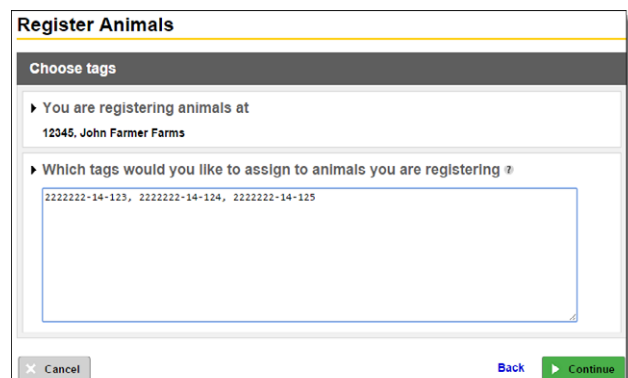 Register Animals
Choose tags
You are registering animals at
12345, John Farmer Farms
Which tags would you like to assign to animals you are registering ?
2222222-14-123, 2222222-14-124, 2222222-14-125
Cancel Back Continue